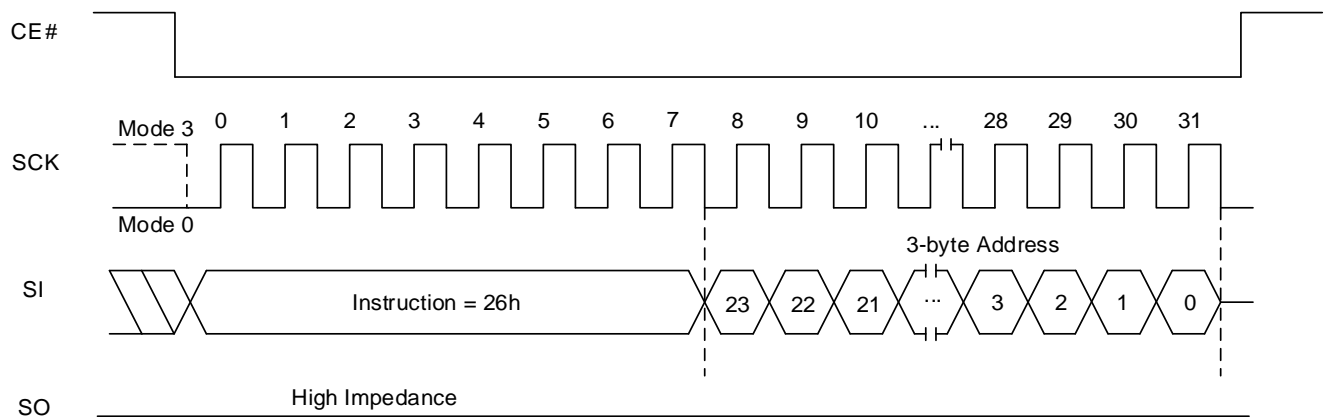 CE#
Mode 3 0 1 2 3 4 5 6 7 8 9 10 ... 28 29 30 31
SCK
Mode 0
3-byte Address
SI Instruction = 26h 23 22 21 ... 3 2 1 0
High Impedance
SO